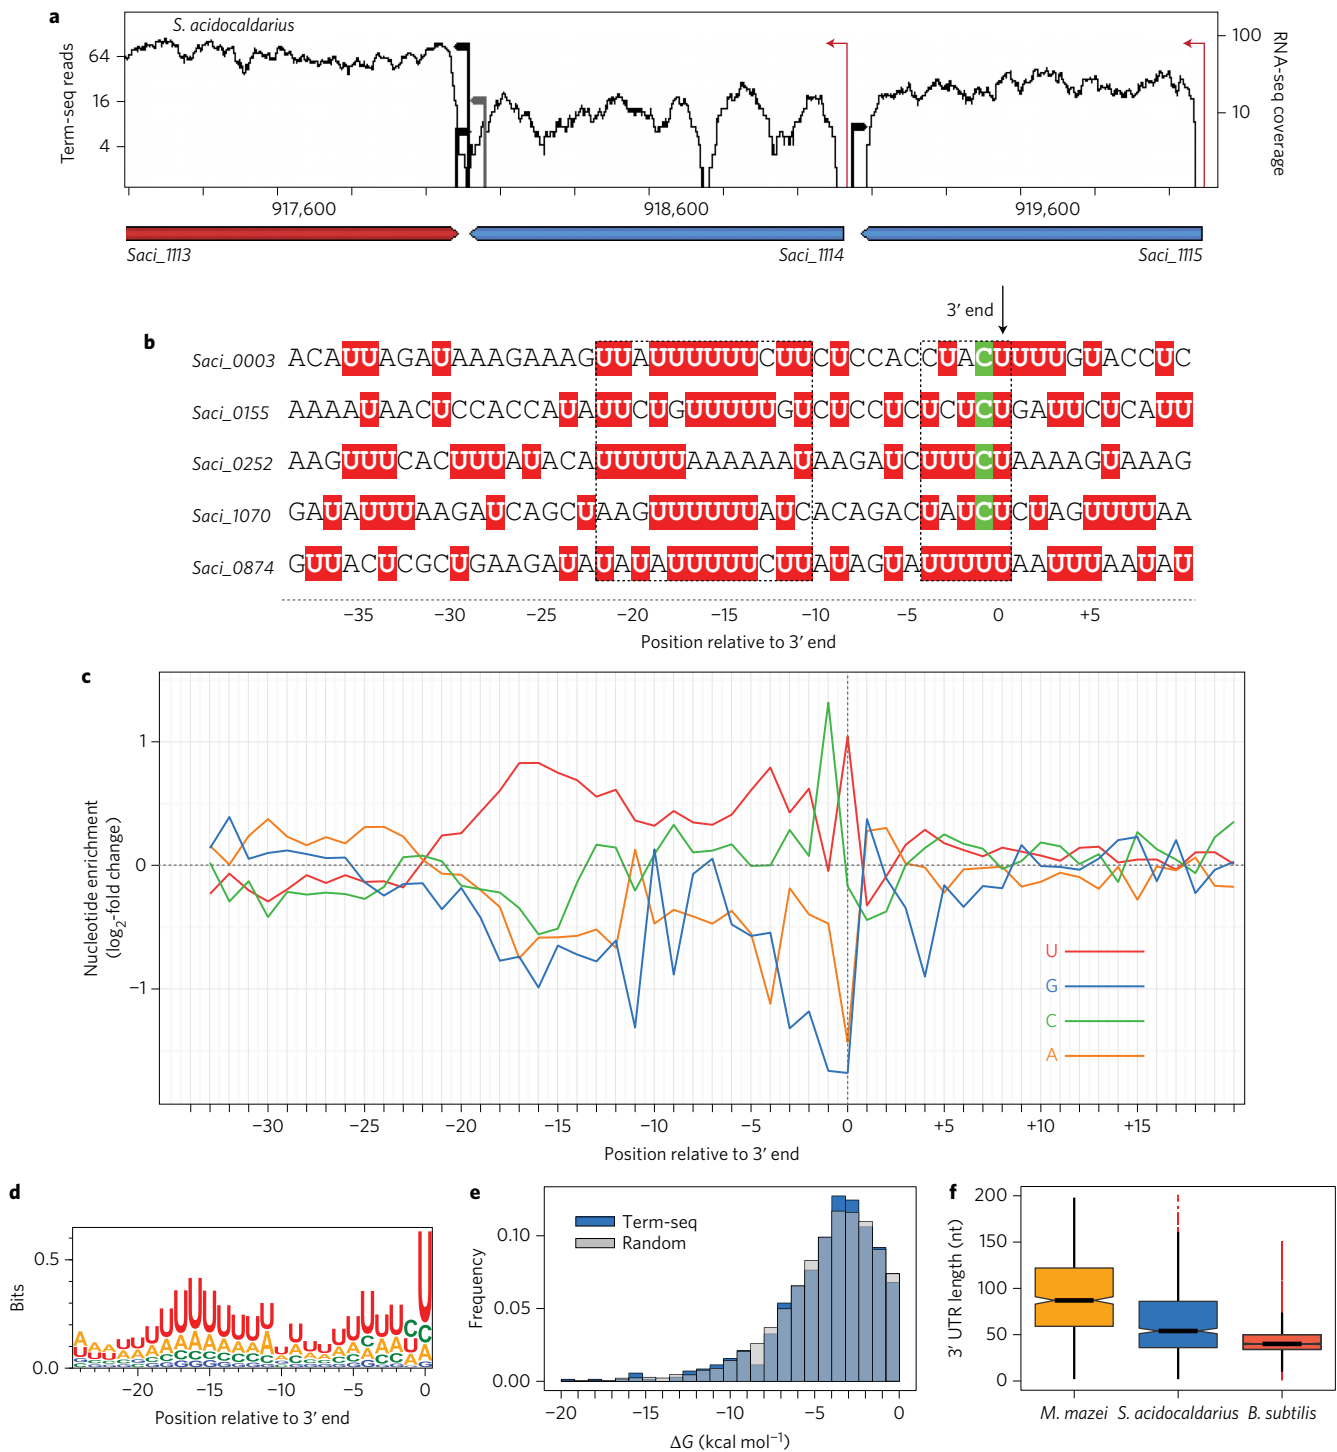 a
S. acidocaldarius
Term-seq reads
64
16
4
100
10
RNA-seq coverage
917,600 918,600 919,600
Saci_1113 Saci_1114 Saci_1115
b
3′ end
Saci_0003 ACAUUAGAUAAAGAAAGUUAUUUUUUCUUCUCCACCUACUUUUGUACCUC
Saci_0155 AAAAUAACUCCACCAUAUUCUGUUUUUGUCUCCUCUCUCUGAUUCUCAUU
Saci_0252 AAGUUUCACUUUAUACAUUUUUAAAAAAUAAGAUCUUUCUAAAAGUAAAG
Saci_1070 GAUAUUUAAGAUCAGCUAAGUUUUUUAUCACAGACUAUCUCUAGUUUUAA
Saci_0874 GUUACUCGCUGAAGAUAUAUAUUUUUCUUAUAGUAUUUUUAAUUUAAUAU
−35 −30 −25 −20 −15 −10 −5 0 +5
Position relative to 3′ end
c
Nucleotide enrichment
(log2-fold change)
1
0
−1
U
G
C
A
−30 −20 −15 −10 −5 0 +5 +10 +15
Position relative to 3′ end
d
Bits
0.5
0.0
−20 −15 −10 −5 0
Position relative to 3′ end
e
Term-seq
Random
Frequency
0.10
0.05
0.00
−20 −15 −10 −5 0
ΔG (kcal mol−1)
f
3′ UTR length (nt)
200
150
100
50
0
M. mazei S. acidocaldarius B. subtilis